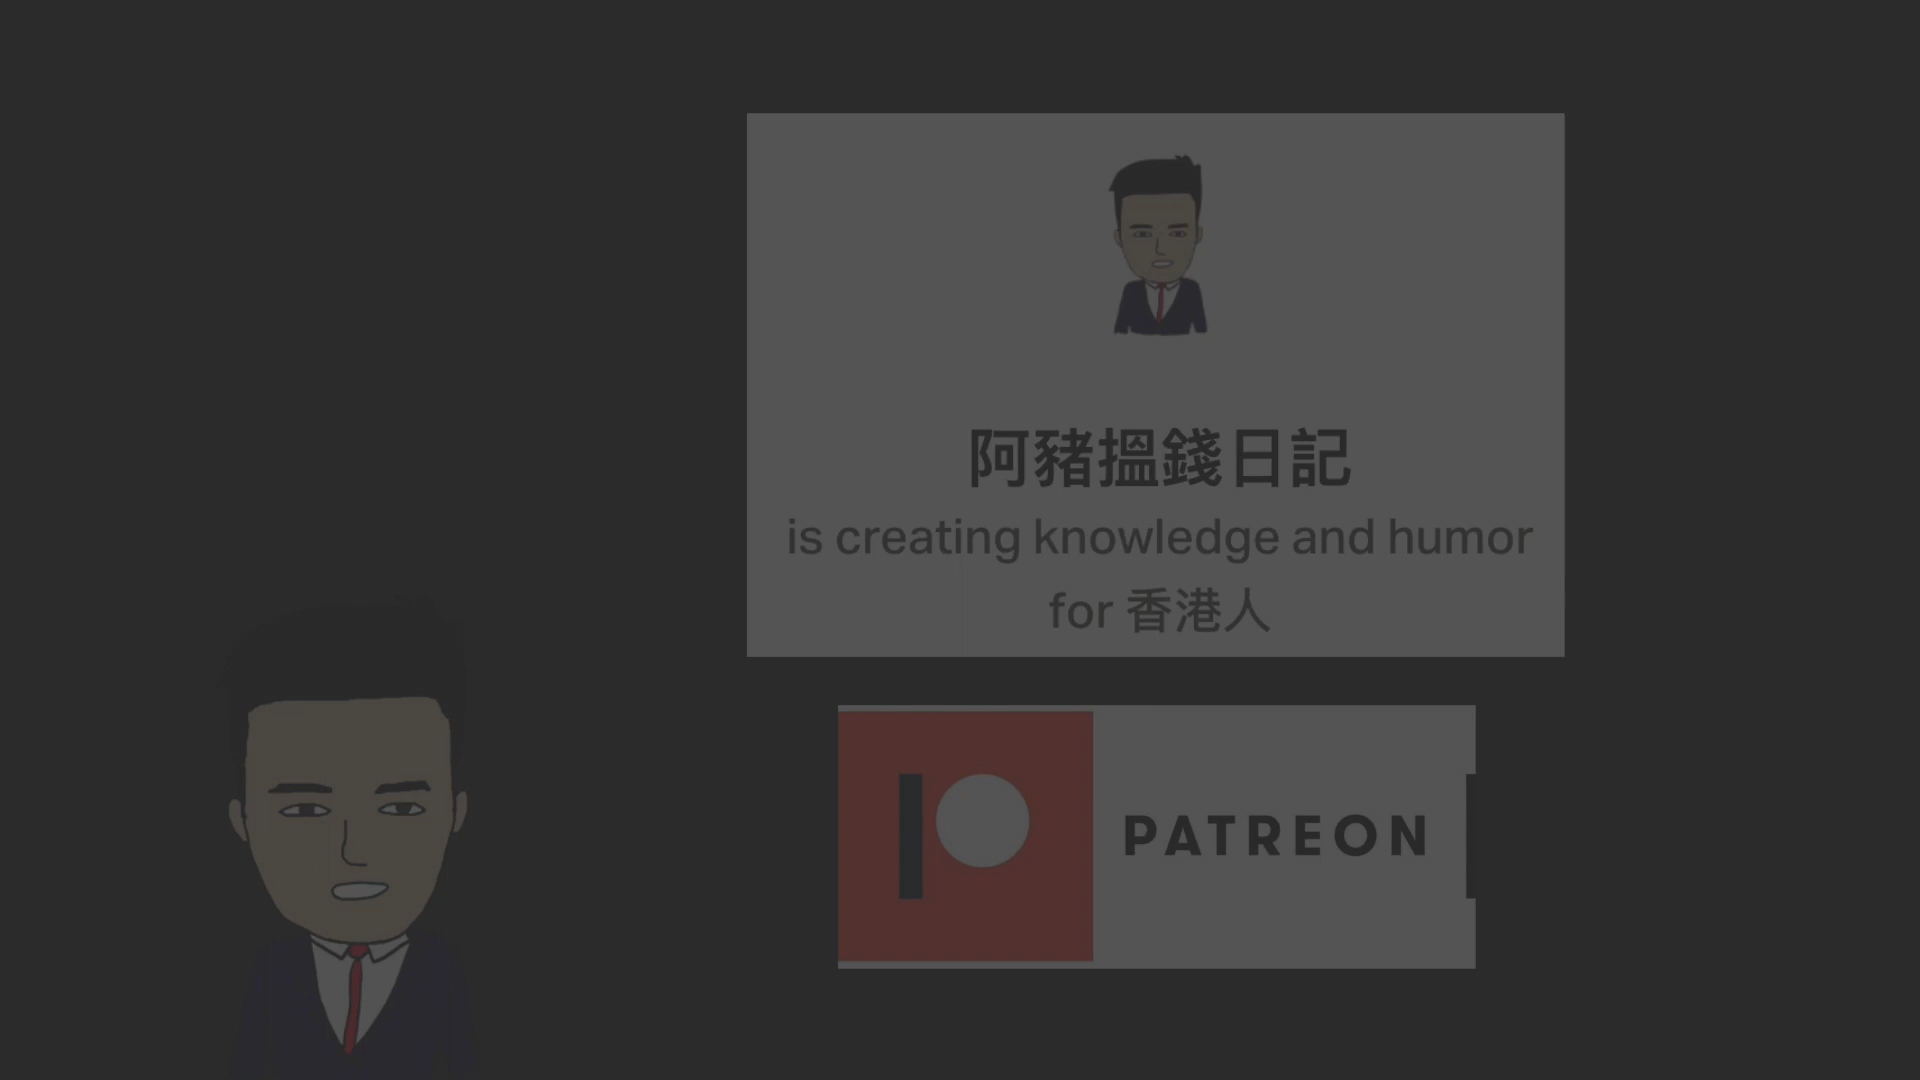 阿豬搵錢日記
is creating knowledge and humor
for 香港人
PATREON